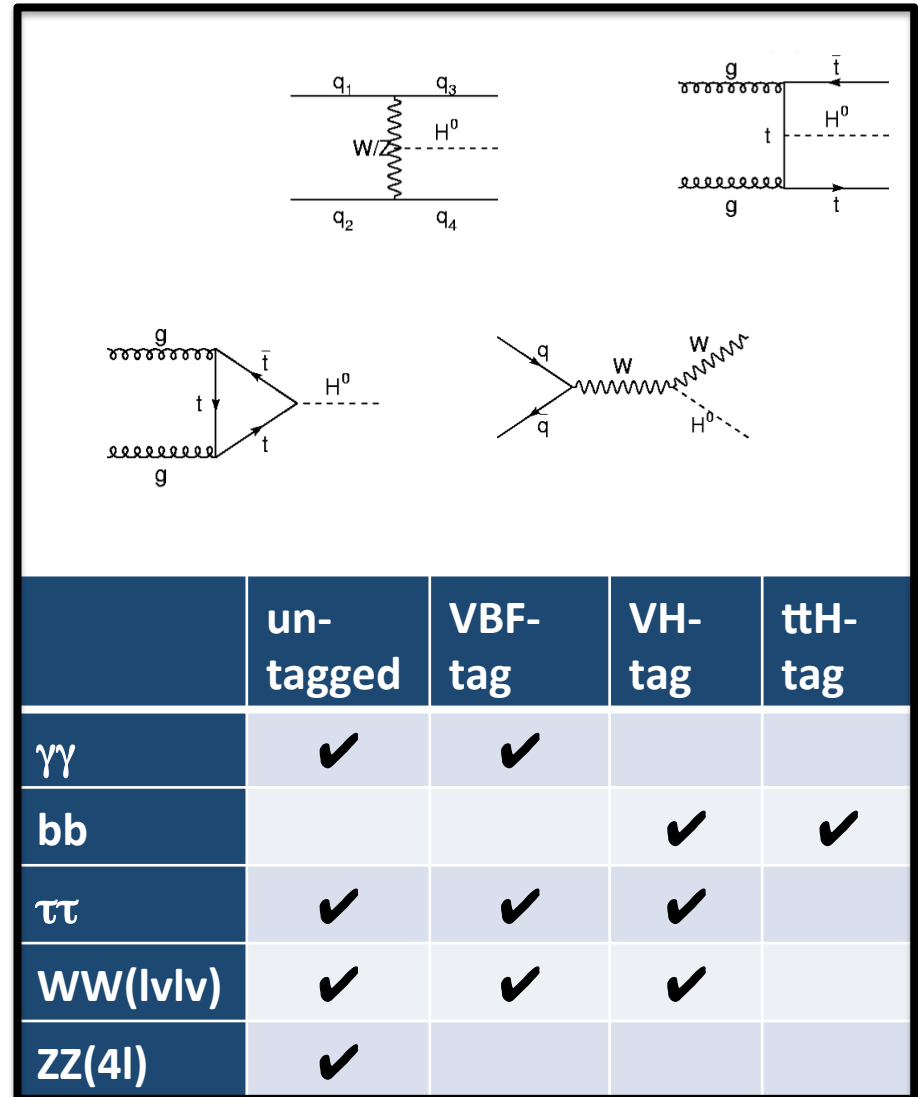 q1 q3
W/Z H⁰
q2 q4
g t̄
t H⁰
g t
g t̄
t H⁰
g t
q W W
q̄ H⁰
un-tagged VBF-tag VH-tag ttH-tag
γγ ✔ ✔
bb ✔ ✔
ττ ✔ ✔ ✔
WW(lvlv) ✔ ✔ ✔
ZZ(4l) ✔